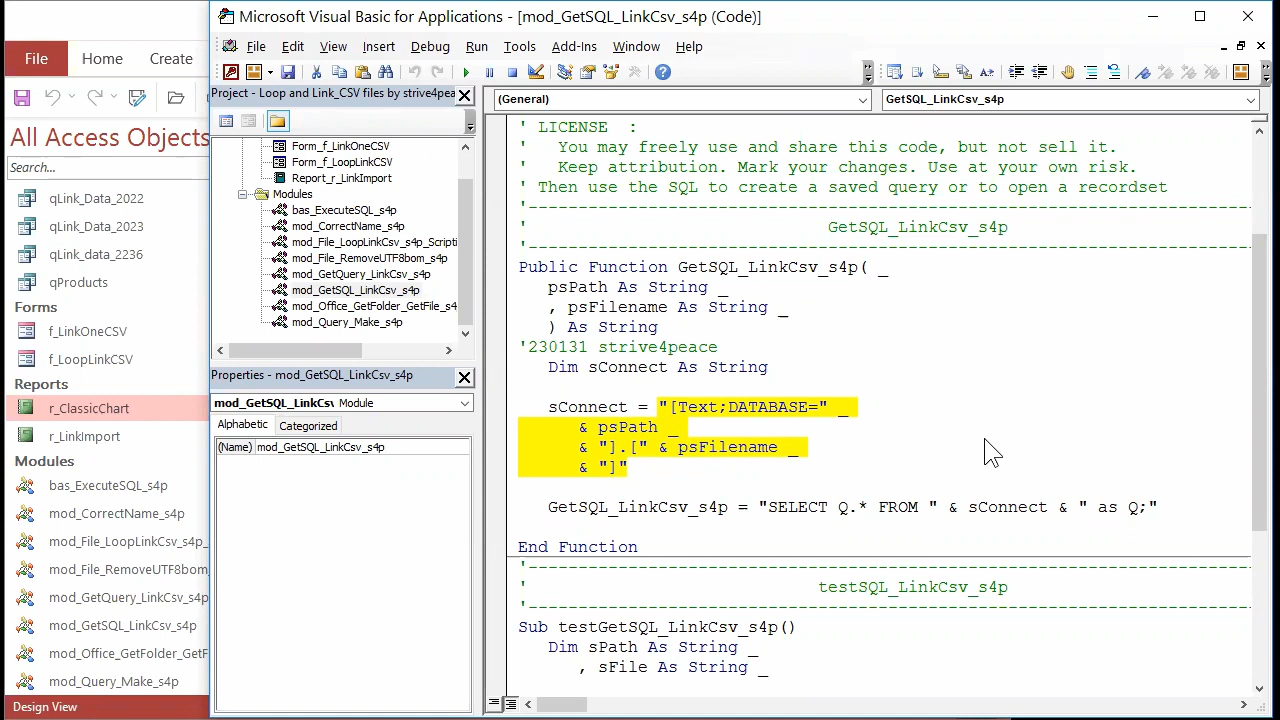 Microsoft Visual Basic for Applications - [mod_GetSQL_LinkCsv_s4p (Code)]
File Edit View Insert Debug Run Tools Add-Ins Window Help
File Home Create
All Access Objects
Search...
qLink_Data_2022
qLink_Data_2023
qLink_data_2236
qProducts
Forms
f_LinkOneCSV
f_LoopLinkCSV
Reports
r_ClassicChart
r_LinkImport
Modules
bas_ExecuteSQL_s4p
mod_CorrectName_s4p
mod_File_LoopLinkCsv_s4p_
mod_File_RemoveUTF8bom_
mod_GetQuery_LinkCsv_s4p
mod_GetSQL_LinkCsv_s4p
mod_Office_GetFolder_GetF
mod_Query_Make_s4p
Design View
Project - Loop and Link_CSV files by strive4pea
Form_f_LinkOneCSV
Form_f_LoopLinkCSV
Report_r_LinkImport
Modules
bas_ExecuteSQL_s4p
mod_CorrectName_s4p
mod_File_LoopLinkCsv_s4p_Scripti
mod_File_RemoveUTF8bom_s4p
mod_GetQuery_LinkCsv_s4p
mod_GetSQL_LinkCsv_s4p
mod_Office_GetFolder_GetFile_s4
mod_Query_Make_s4p
Properties - mod_GetSQL_LinkCsv_s4p
mod_GetSQL_LinkCsv Module
Alphabetic Categorized
(Name) mod_GetSQL_LinkCsv_s4p
(General) GetSQL_LinkCsv_s4p
' LICENSE :
' You may freely use and share this code, but not sell it.
' Keep attribution. Mark your changes. Use at your own risk.
' Then use the SQL to create a saved query or to open a recordset
'-------------------------------------------------------------------------
' GetSQL_LinkCsv_s4p
'-------------------------------------------------------------------------
Public Function GetSQL_LinkCsv_s4p( _
psPath As String _
, psFilename As String _
) As String
'230131 strive4peace
Dim sConnect As String
sConnect = "[Text;DATABASE=" _
& psPath _
& "].[" & psFilename _
& "]"
GetSQL_LinkCsv_s4p = "SELECT Q.* FROM " & sConnect & " as Q;"
End Function
'-------------------------------------------------------------------------
' testSQL_LinkCsv_s4p
'-------------------------------------------------------------------------
Sub testGetSQL_LinkCsv_s4p()
Dim sPath As String _
, sFile As String _